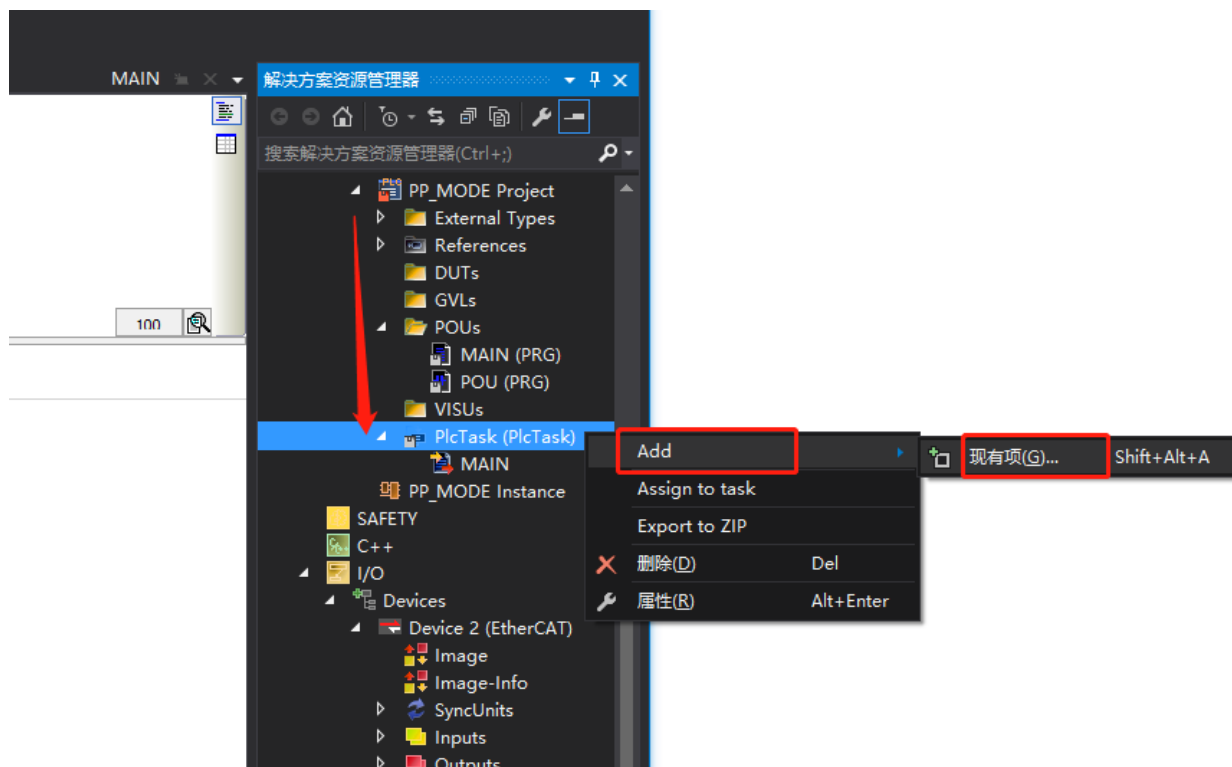 MAIN
解决方案资源管理器
搜索解决方案资源管理器(Ctrl+;)
PP_MODE Project
External Types
References
DUTs
GVLs
100
POUs
MAIN (PRG)
POU (PRG)
VISUs
PlcTask (PlcTask)
MAIN
PP_MODE Instance
SAFETY
C++
I/O
Devices
Device 2 (EtherCAT)
Image
Image-Info
SyncUnits
Inputs
Outputs
Add
Assign to task
Export to ZIP
删除(D) Del
属性(R) Alt+Enter
现有项(G)... Shift+Alt+A